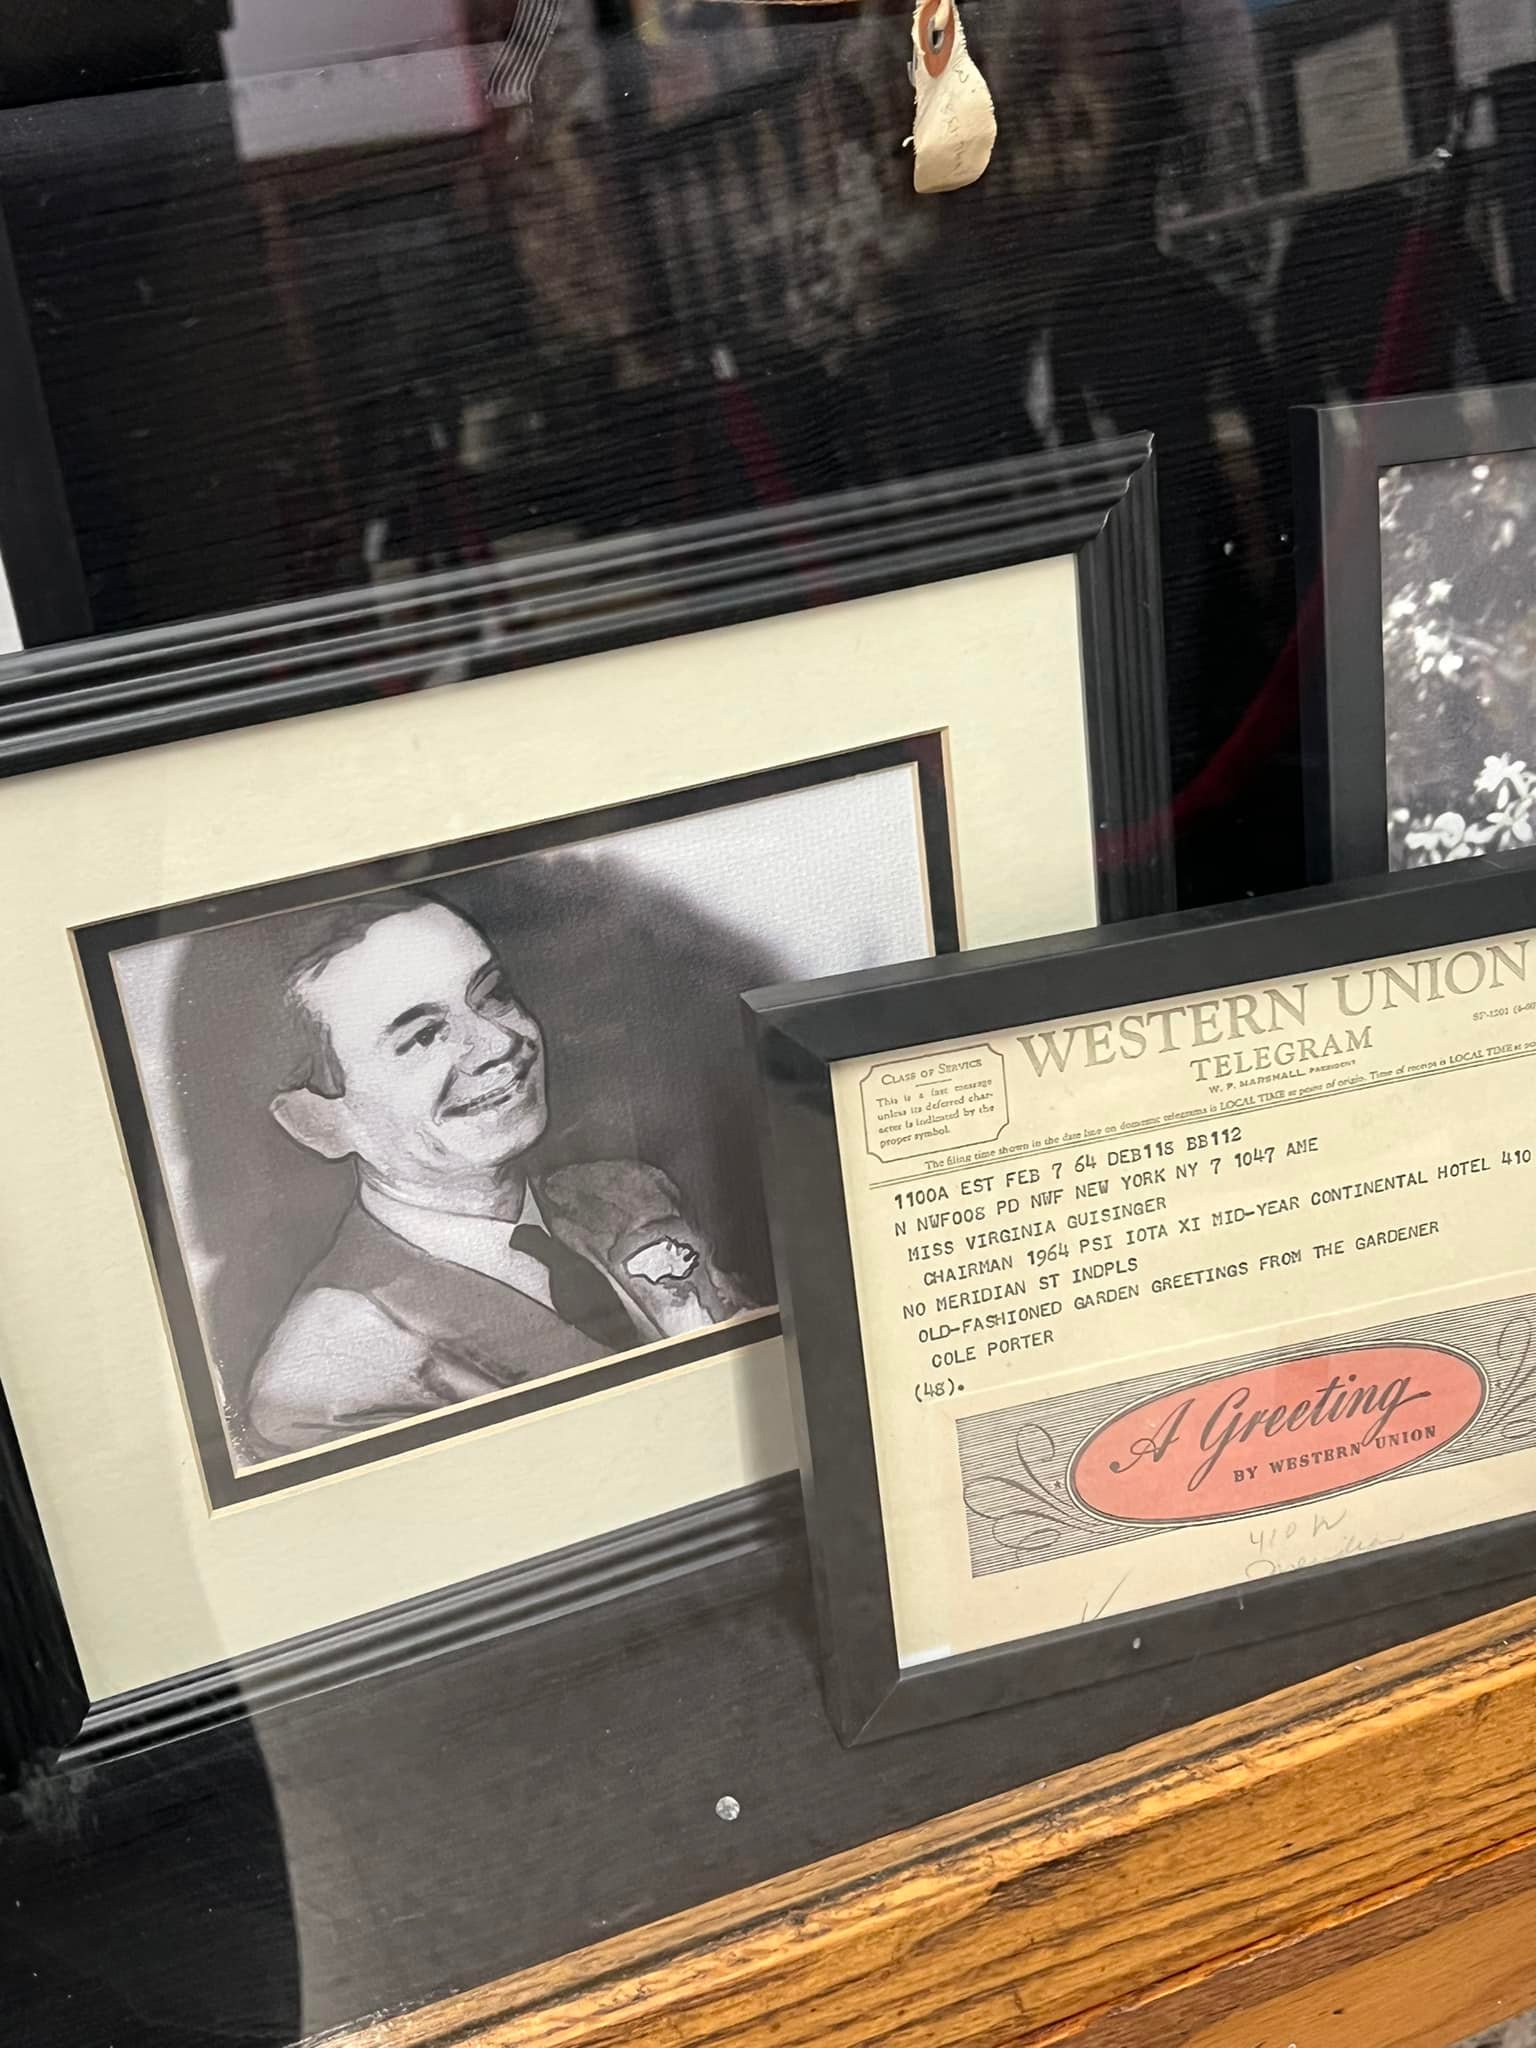 WESTERN UNION
TELEGRAM
W. P. MARSHALL, PRESIDENT
SF-1201 (4-60
CLASS OF SERVICE
This is a fast message
unless its deferred char-
acter is indicated by the
proper symbol.
The filing time shown in the date line on domestic telegrams is LOCAL TIME at point of origin. Time of receipt is LOCAL TIME at
1100A EST FEB 7 64 DEB118 BB112
N NWF008 PD NWF NEW YORK NY 7 1047 AME
MISS VIRGINIA GUISINGER
CHAIRMAN 1964 PSI IOTA XI MID-YEAR CONTINENTAL HOTEL 410
NO MERIDIAN ST INDPLS
OLD-FASHIONED GARDEN GREETINGS FROM THE GARDENER
COLE PORTER
(48).
A Greeting
BY WESTERN UNION
410 N